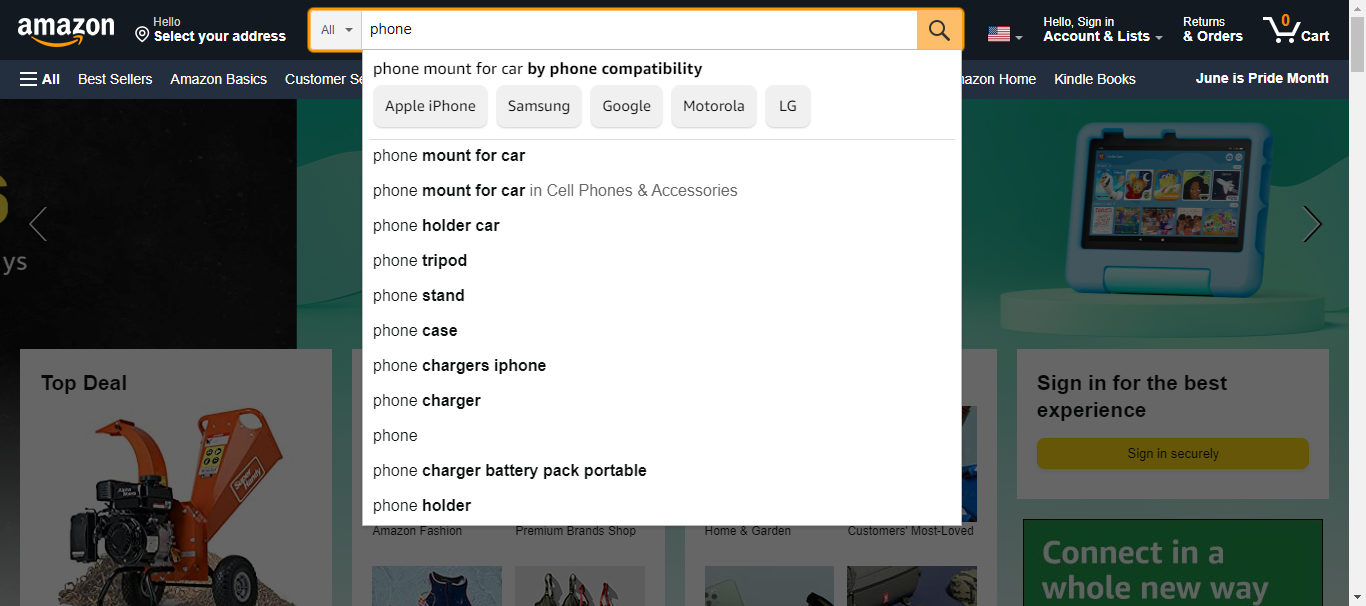 amazon
Hello
Select your address
All
phone
Hello, Sign in
Account & Lists
Returns
& Orders
0
Cart
All
Best Sellers
Amazon Basics
Customer
Home
Kindle Books
June is Pride Month
phone mount for car by phone compatibility
Apple iPhone
Samsung
Google
Motorola
LG
phone mount for car
phone mount for car in Cell Phones & Accessories
phone holder car
phone tripod
phone stand
phone case
phone chargers iphone
phone charger
phone
phone charger battery pack portable
phone holder
ys
Top Deal
Super Handy
Amazon Fashion
Premium Brands Shop
Home & Garden
Customers' Most-Loved
Sign in for the best
experience
Sign in securely
Connect in a
whole new way